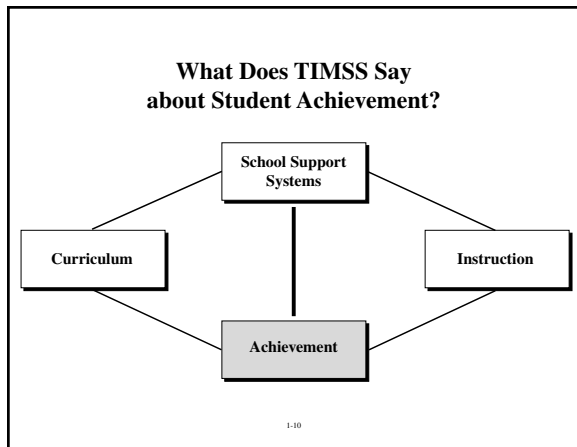 What Does TIMSS Say
about Student Achievement?
School Support
Systems
Curriculum
Instruction
Achievement
1-10